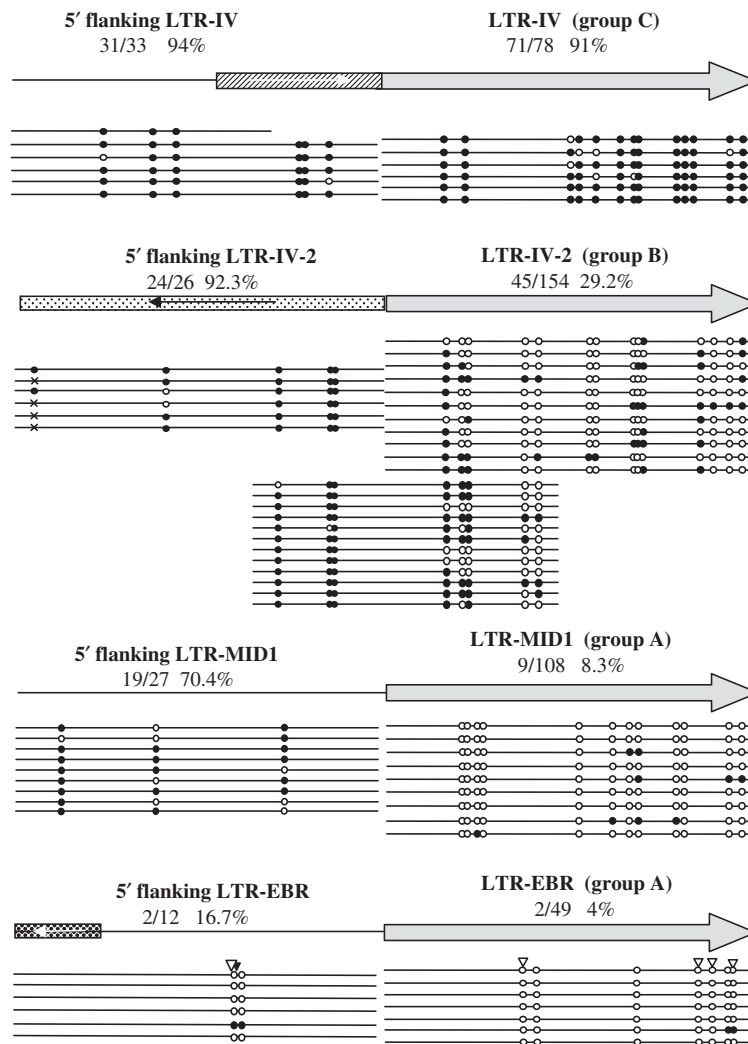 5′ flanking LTR-IV
31/33 94%
LTR-IV (group C)
71/78 91%
5′ flanking LTR-IV-2
24/26 92.3%
LTR-IV-2 (group B)
45/154 29.2%
5′ flanking LTR-MID1
19/27 70.4%
LTR-MID1 (group A)
9/108 8.3%
5′ flanking LTR-EBR
2/12 16.7%
LTR-EBR (group A)
2/49 4%